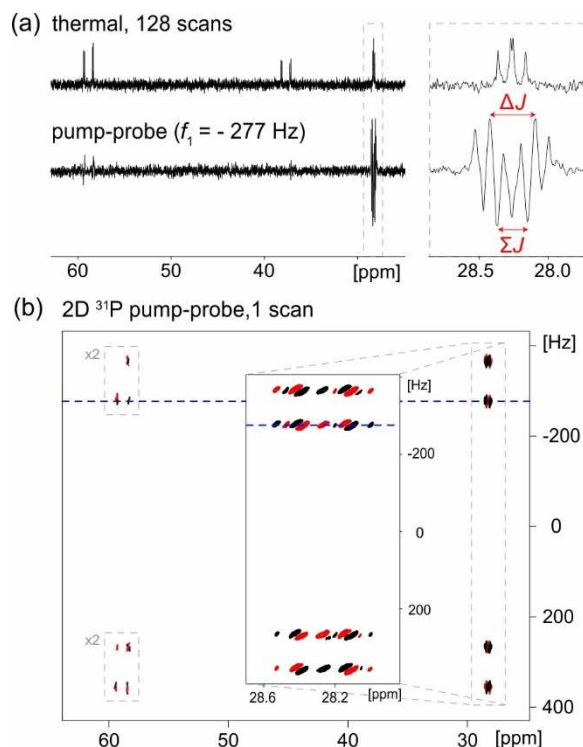 (a) thermal, 128 scans
ΔJ
pump-probe (f₁ = - 277 Hz)
ΣJ
60 50 40 30 [ppm] 28.5 28.0
(b) 2D ³¹P pump-probe,1 scan
[Hz]
x2
[Hz]
-200
-200
0
0
200
200
x2
28.6 28.2 [ppm]
400
60 50 40 30 [ppm]